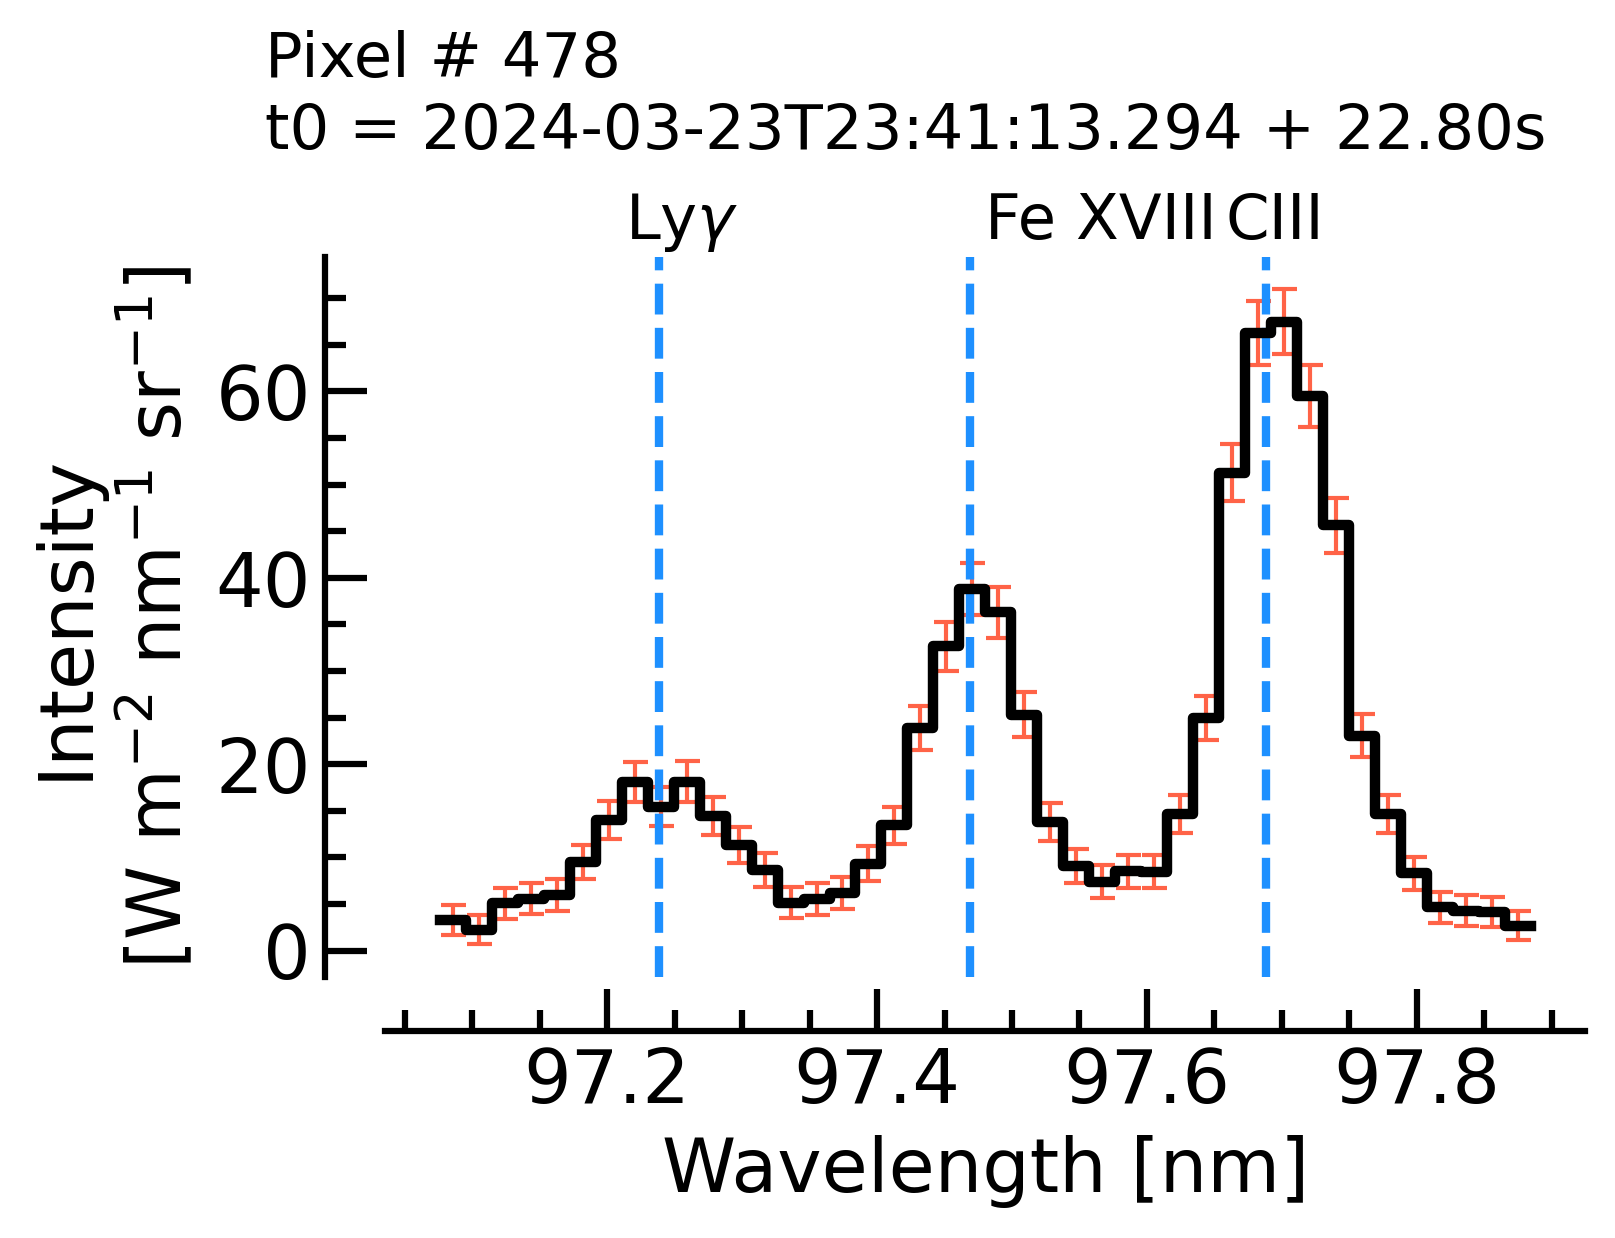 Pixel # 478
t0 = 2024-03-23T23:41:13.294 + 22.80s
Lyγ Fe XVIII CIII
Intensity
[W m⁻² nm⁻¹ sr⁻¹]
60
40
20
0
97.2 97.4 97.6 97.8
Wavelength [nm]